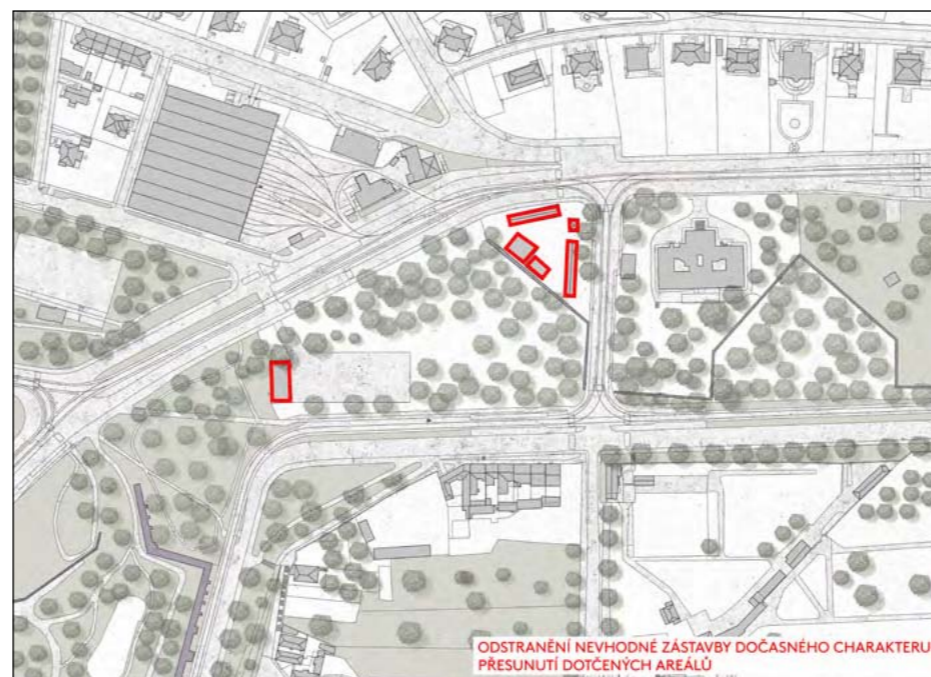 ODSTRANĚNÍ NEVHODNÉ ZÁSTAVBY DOČASNÉHO CHARAKTERU
PŘESUNUTÍ DOTČENÝCH AREÁLŮ